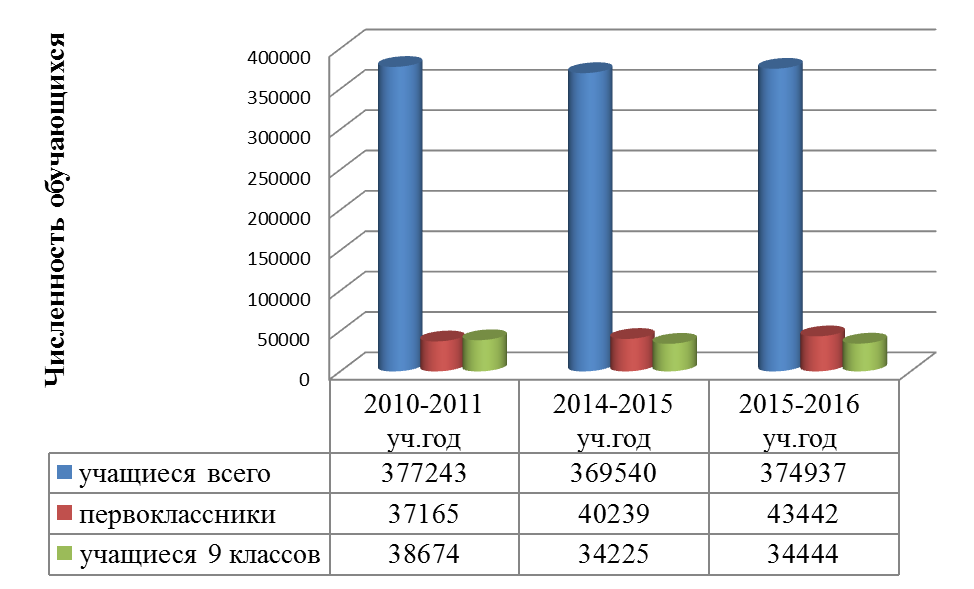 Численность обучающихся
400000
350000
300000
250000
200000
150000
100000
50000
0
2010-2011 уч.год
2014-2015 уч.год
2015-2016 уч.год
учащиеся всего 377243 369540 374937
первоклассники 37165 40239 43442
учащиеся 9 классов 38674 34225 34444